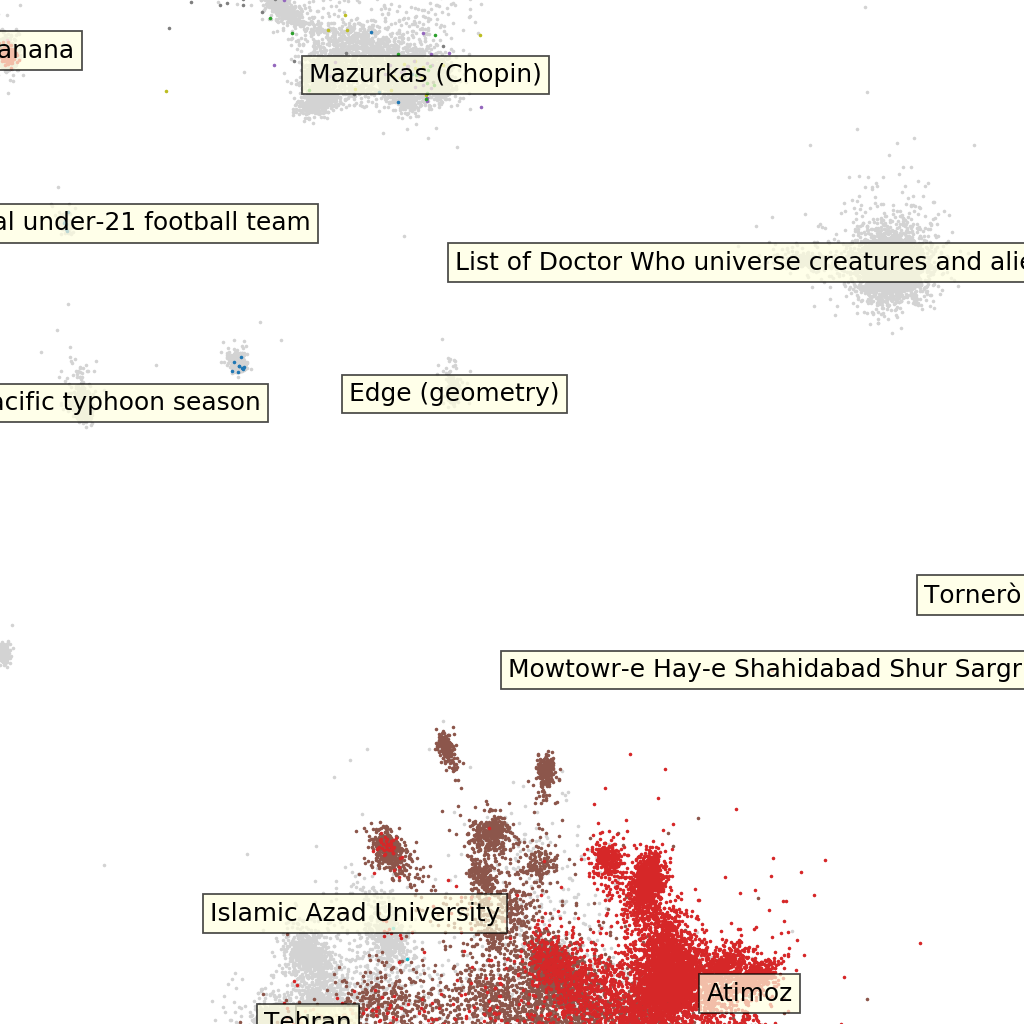 anana
Mazurkas (Chopin)
al under-21 football team
List of Doctor Who universe creatures and alie
acific typhoon season
Edge (geometry)
Tornerò
Mowtowr-e Hay-e Shahidabad Shur Sargr
Islamic Azad University
Atimoz
Tehran